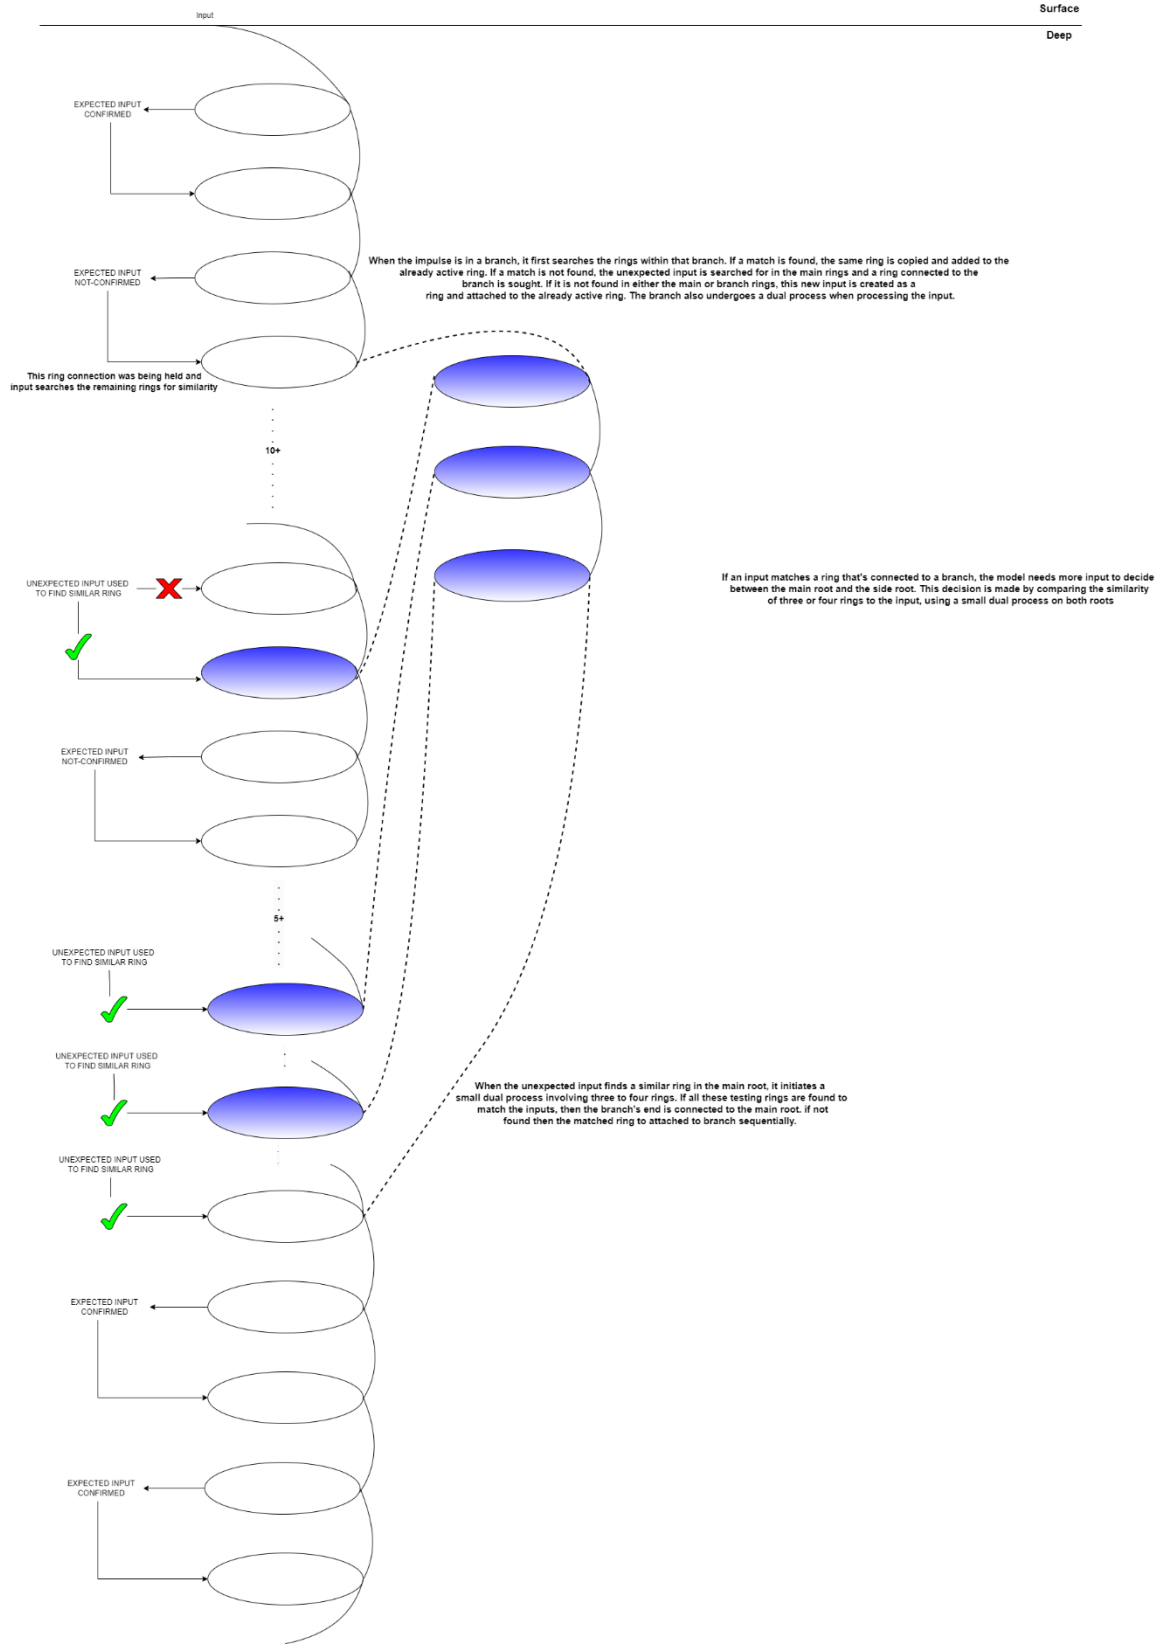 Surface
Input
Deep
EXPECTED INPUT
CONFIRMED
When the impulse is in a branch, it first searches the rings within that branch. If a match is found, the same ring is copied and added to the
already active ring. If a match is not found, the unexpected input is searched for in the main rings and a ring connected to the
branch is sought. If it is not found in either the main or branch rings, this new input is created as a
ring and attached to the already active ring. The branch also undergoes a dual process when processing the input.
EXPECTED INPUT
NOT-CONFIRMED
This ring connection was being held and
input searches the remaining rings for similarity
10+
UNEXPECTED INPUT USED
TO FIND SIMILAR RING
If an input matches a ring that's connected to a branch, the model needs more input to decide
between the main root and the side root. This decision is made by comparing the similarity
of three or four rings to the input, using a small dual process on both roots
EXPECTED INPUT
NOT-CONFIRMED
5+
UNEXPECTED INPUT USED
TO FIND SIMILAR RING
UNEXPECTED INPUT USED
TO FIND SIMILAR RING
When the unexpected input finds a similar ring in the main root, it initiates a
small dual process involving three to four rings. If all these testing rings are found to
match the inputs, then the branch's end is connected to the main root. if not
found then the matched ring to attached to branch sequentially.
UNEXPECTED INPUT USED
TO FIND SIMILAR RING
EXPECTED INPUT
CONFIRMED
EXPECTED INPUT
CONFIRMED